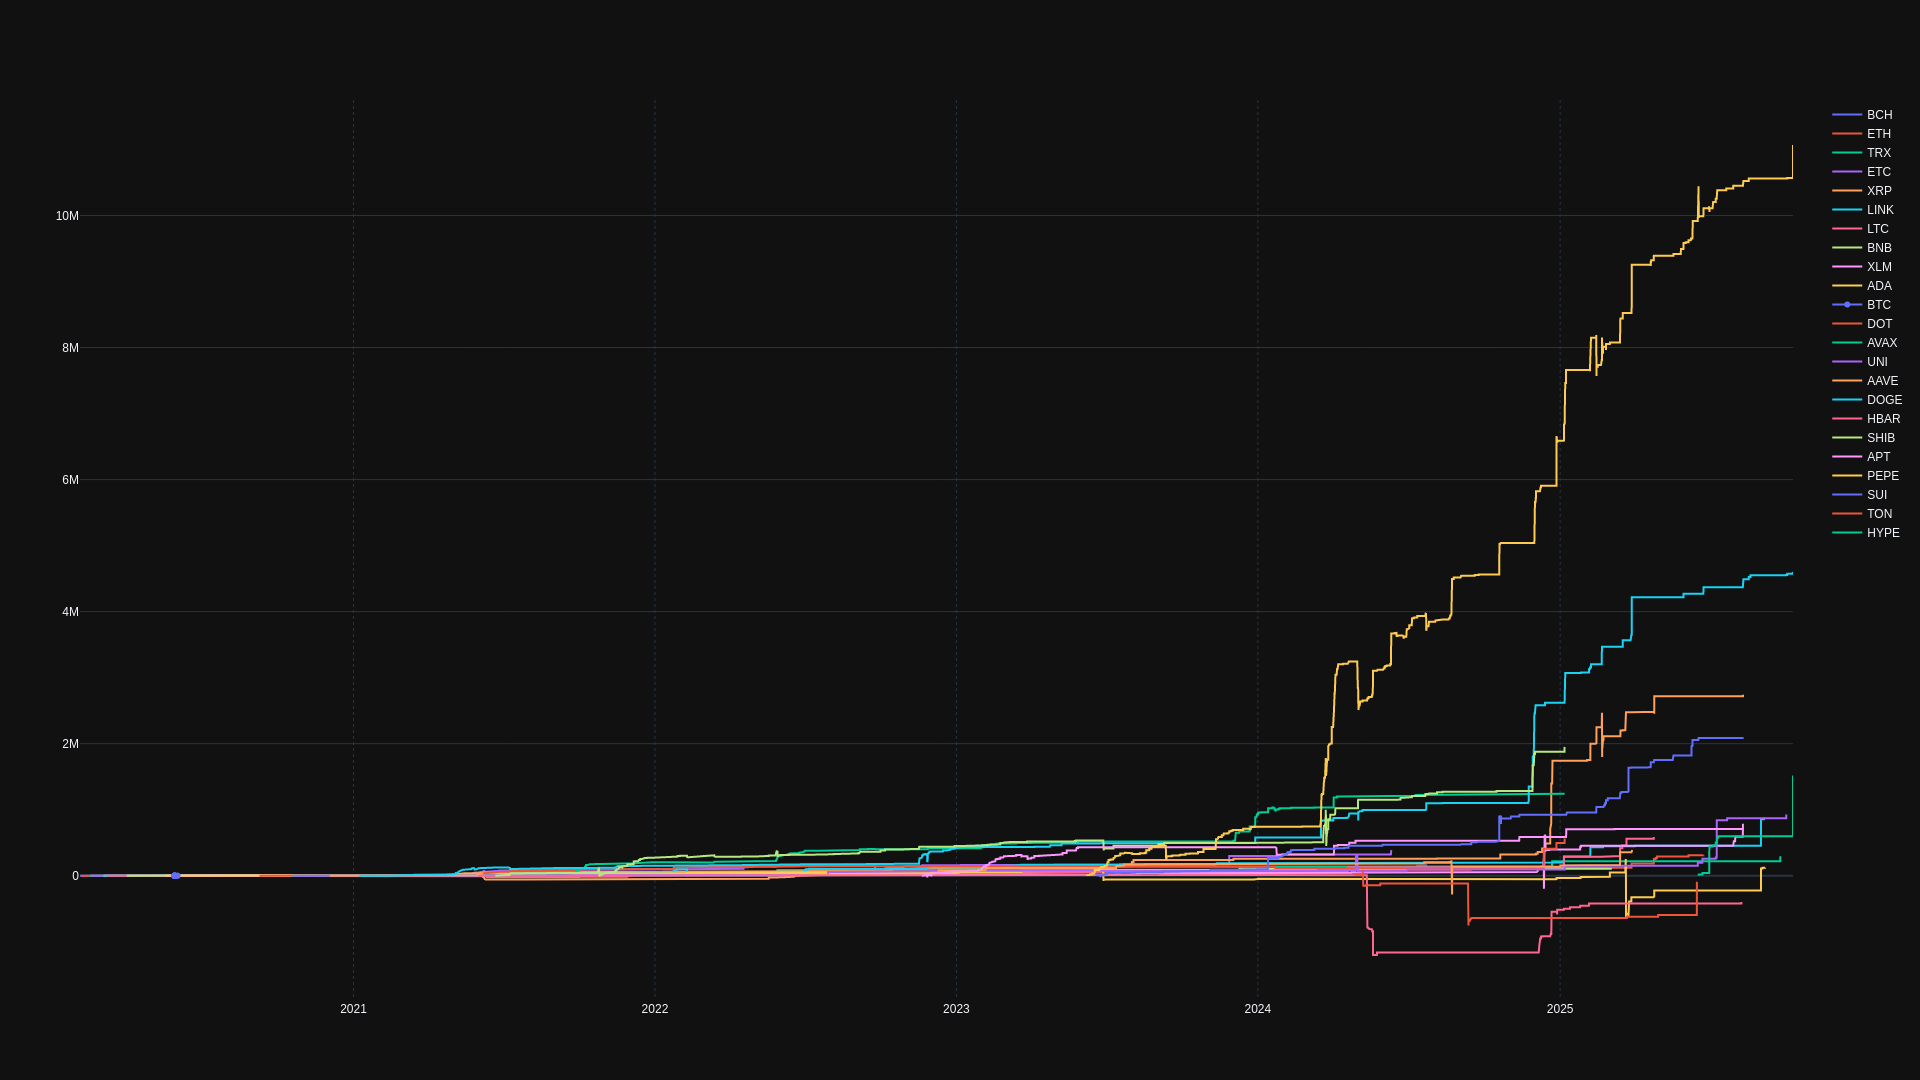 10M
8M
6M
4M
2M
0
2021
2022
2023
2024
2025
BCH
ETH
TRX
ETC
XRP
LINK
LTC
BNB
XLM
ADA
BTC
DOT
AVAX
UNI
AAVE
DOGE
HBAR
SHIB
APT
PEPE
SUI
TON
HYPE